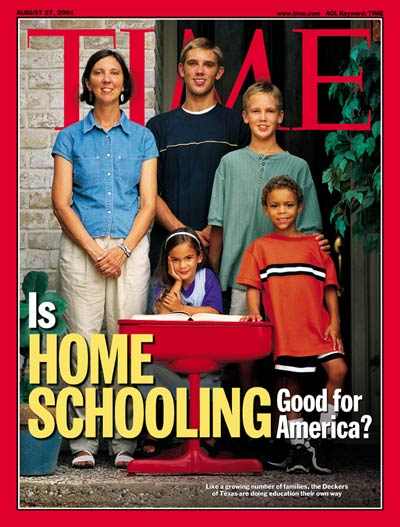 AUGUST 27, 2001
www.time.com AOL Keyword: TIME
TIME
Is
HOME
SCHOOLING
Good for
America?
Like a growing number of families, the Deckers
of Texas are doing education their own way